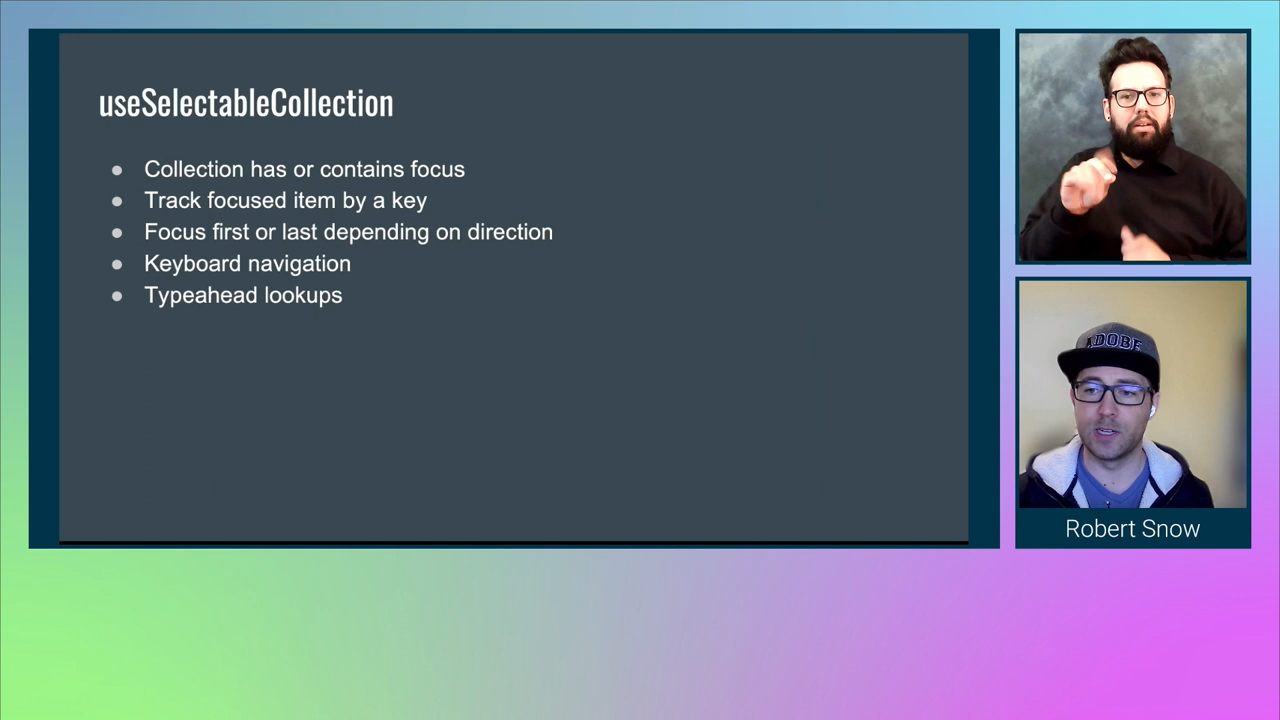 useSelectableCollection
● Collection has or contains focus
● Track focused item by a key
● Focus first or last depending on direction
● Keyboard navigation
● Typeahead lookups
ADOBE
Robert Snow